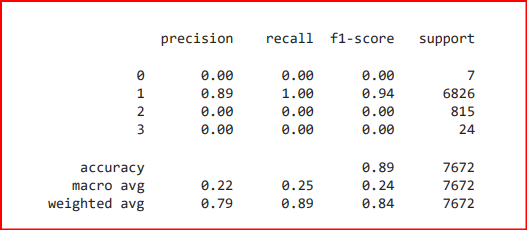 precision recall f1-score support
0 0.00 0.00 0.00 7
1 0.89 1.00 0.94 6826
2 0.00 0.00 0.00 815
3 0.00 0.00 0.00 24
accuracy 0.89 7672
macro avg 0.22 0.25 0.24 7672
weighted avg 0.79 0.89 0.84 7672